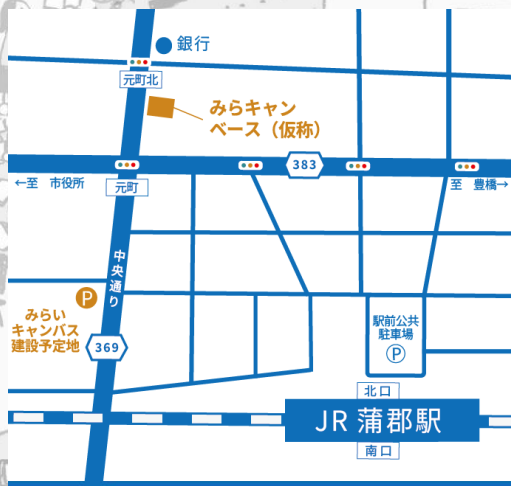 銀行
元町北
みらキャン
ベース（仮称）
383
←至 市役所
元町
至 豊橋→
中央通り
P
みらい
キャンバス
建設予定地
369
駅前公共
駐車場
P
北口
JR 蒲郡駅
南口